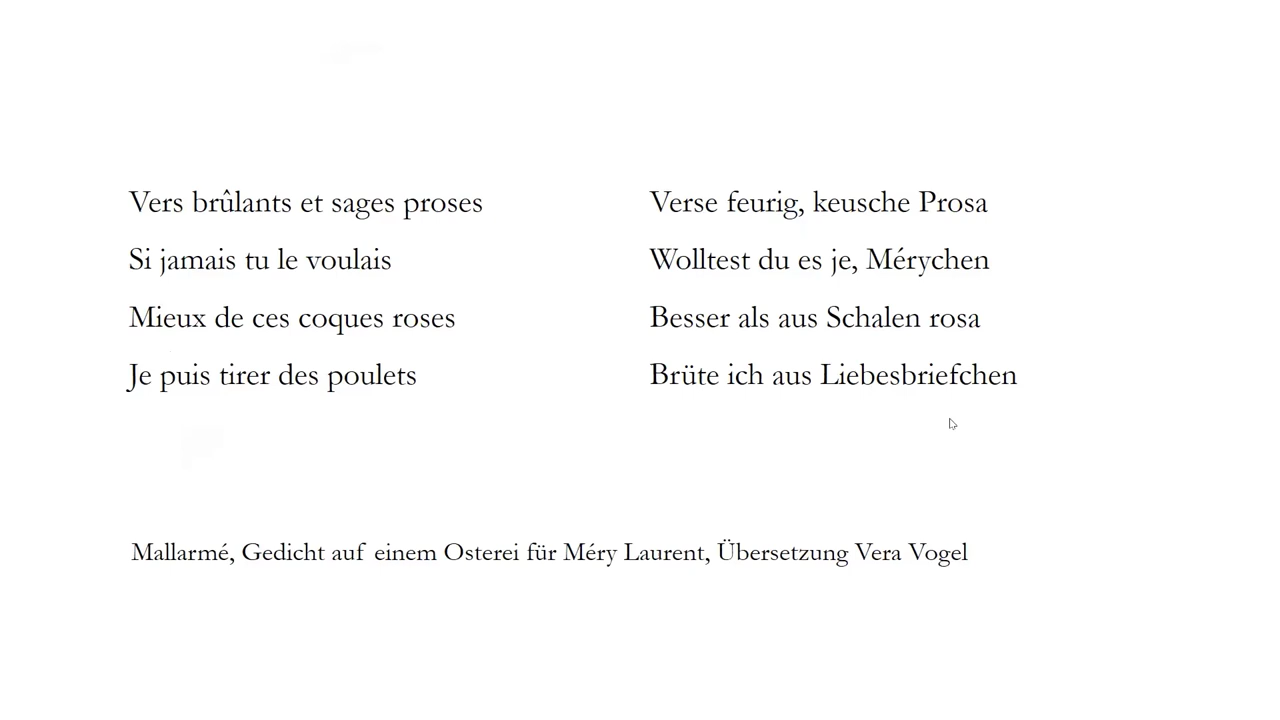 Vers brûlants et sages proses
Si jamais tu le voulais
Mieux de ces coques roses
Je puis tirer des poulets
Verse feurig, keusche Prosa
Wolltest du es je, Mérychen
Besser als aus Schalen rosa
Brüte ich aus Liebesbriefchen
Mallarmé, Gedicht auf einem Osterei für Méry Laurent, Übersetzung Vera Vogel